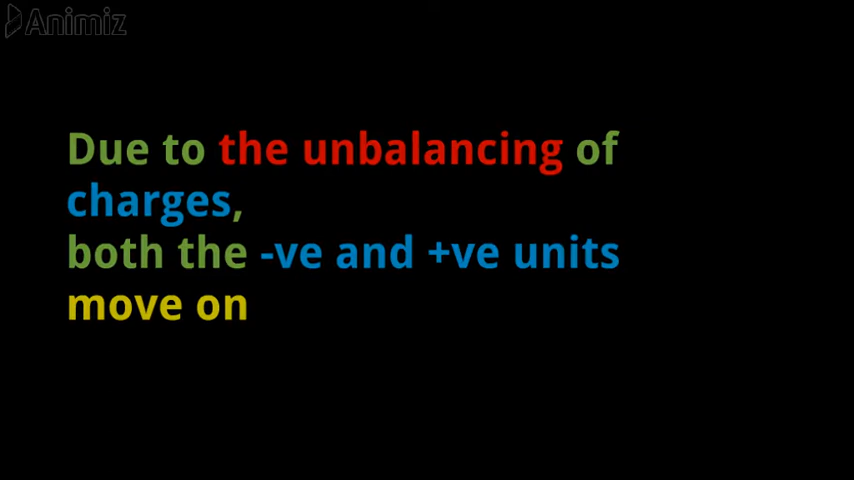 Animiz
Due to the unbalancing of
charges,
both the -ve and +ve units
move on